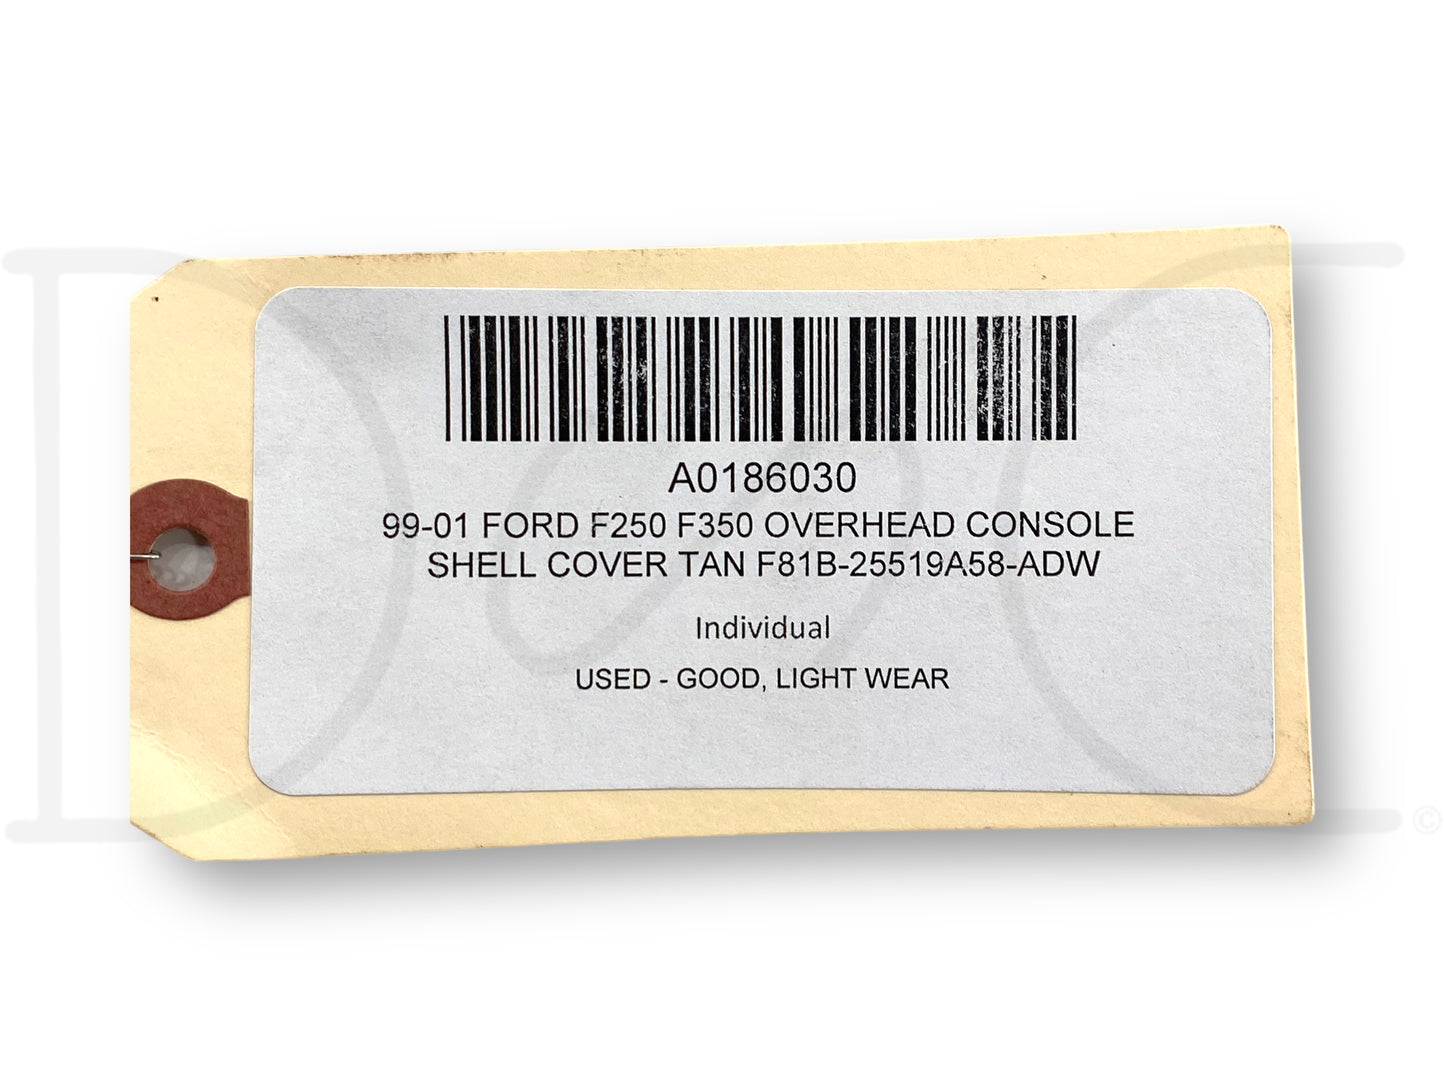 A0186030
99-01 FORD F250 F350 OVERHEAD CONSOLE
SHELL COVER TAN F81B-25519A58-ADW
Individual
USED - GOOD, LIGHT WEAR
©